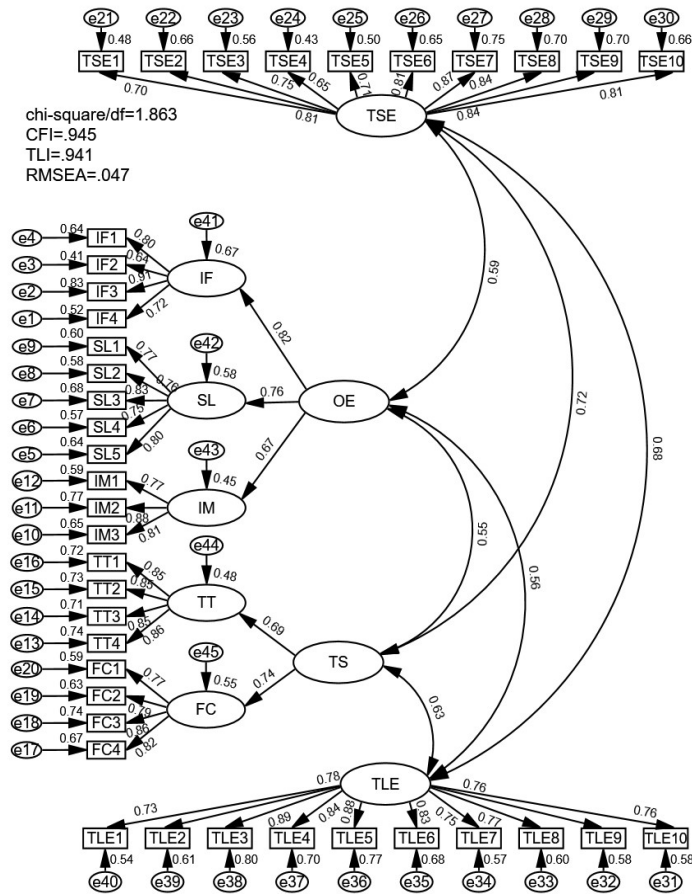 e21 e22 e23 e24 e25 e26 e27 e28 e29 e30
0.48 0.66 0.56 0.43 0.50 0.65 0.75 0.70 0.70 0.66
TSE1 TSE2 TSE3 TSE4 TSE5 TSE6 TSE7 TSE8 TSE9 TSE10
0.70 0.81 0.75 0.65 0.71 0.81 0.87 0.84 0.84 0.81
TSE
chi-square/df=1.863
CFI=.945
TLI=.941
RMSEA=.047
e41
0.67
e4 0.64 IF1 0.80
e3 0.41 IF2 0.64
e2 0.83 IF3 0.91
e1 0.52 IF4 0.72
IF
0.82
0.59
e42
0.58
e9 0.60 SL1 0.77
e8 0.58 SL2 0.76
e7 0.68 SL3 0.83
e6 0.57 SL4 0.75
e5 0.64 SL5 0.80
SL
0.76
OE
0.72
0.68
e43
0.45
e12 0.59 IM1 0.77
e11 0.77 IM2 0.88
e10 0.65 IM3 0.81
IM
0.67
0.55
0.56
e44
0.48
e16 0.72 TT1 0.85
e15 0.73 TT2 0.85
e14 0.71 TT3 0.85
e13 0.74 TT4 0.86
TT
0.69
TS
e45
0.55
e20 0.59 FC1 0.77
e19 0.63 FC2 0.79
e18 0.74 FC3 0.86
e17 0.67 FC4 0.82
FC
0.74
0.63
TLE
0.73 0.78 0.89 0.84 0.88 0.83 0.75 0.77 0.76 0.76
TLE1 TLE2 TLE3 TLE4 TLE5 TLE6 TLE7 TLE8 TLE9 TLE10
0.54 0.61 0.80 0.70 0.77 0.68 0.57 0.60 0.58 0.58
e40 e39 e38 e37 e36 e35 e34 e33 e32 e31